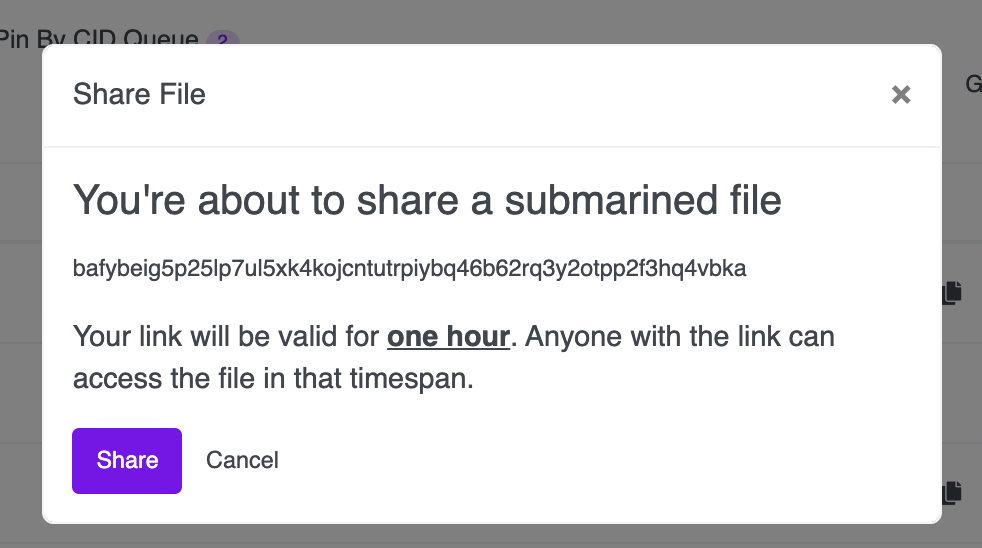 Pin By CID Queue 2
Share File
×
G
You're about to share a submarined file
bafybeig5p25lp7ul5xk4kojcntutrpiybq46b62rq3y2otpp2f3hq4vbka
Your link will be valid for one hour. Anyone with the link can
access the file in that timespan.
Share Cancel